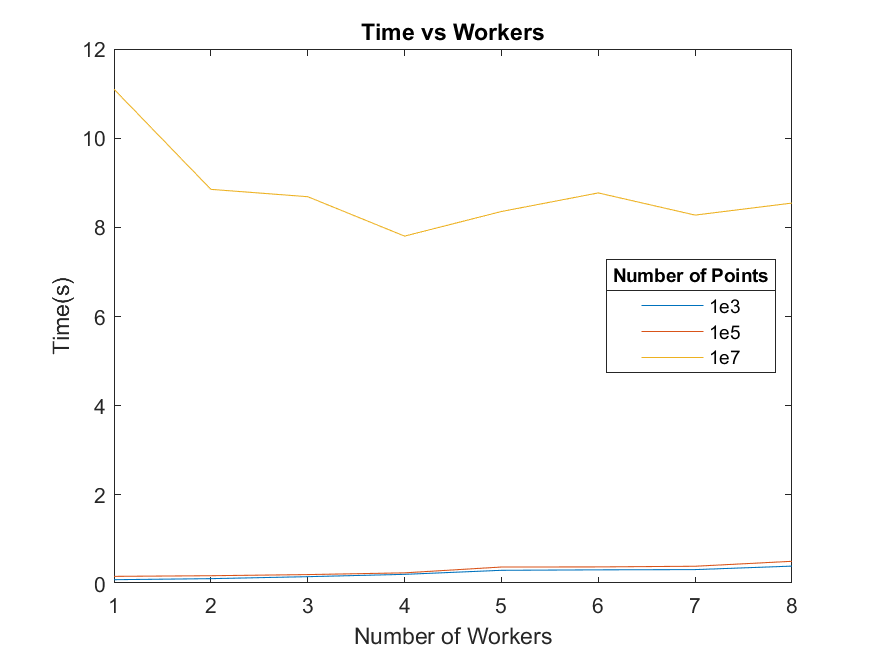 Time vs Workers
12
10
8
6
4
2
0
Time(s)
Number of Points
1e3
1e5
1e7
1 2 3 4 5 6 7 8
Number of Workers